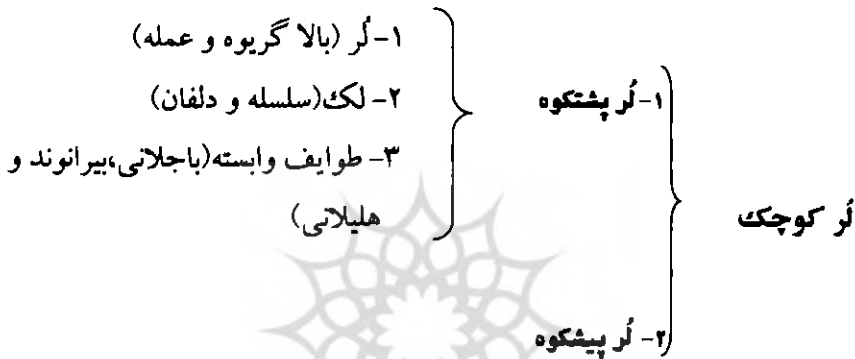 لُر کوچک
۱- لُر پشتکوه
۱- لُر (بالا گریوه و عمله)
۲- لک (سلسله و دلفان)
۳- طوایف وابسته (باجلانی، بیرانوند و
هلیلانی)
۲- لُر پیشکوه